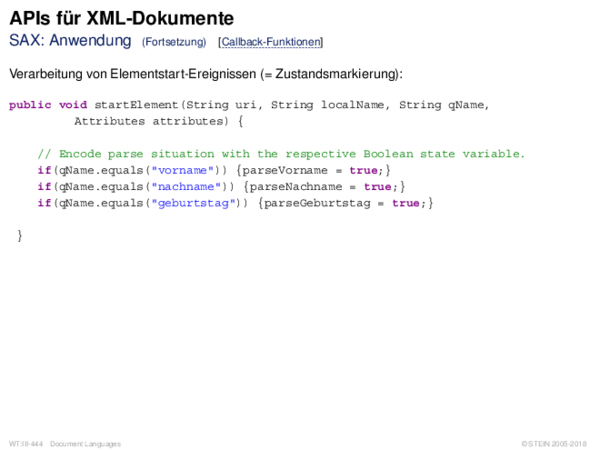 APIs für XML-Dokumente
SAX: Anwendung (Fortsetzung) [Callback-Funktionen]
Verarbeitung von Elementstart-Ereignissen (= Zustandsmarkierung):
public void startElement(String uri, String localName, String qName,
Attributes attributes) {
// Encode parse situation with the respective Boolean state variable.
if(qName.equals("vorname")) {parseVorname = true;}
if(qName.equals("nachname")) {parseNachname = true;}
if(qName.equals("geburtstag")) {parseGeburtstag = true;}
}
WT:III-444 Document Languages © STEIN 2005-2018